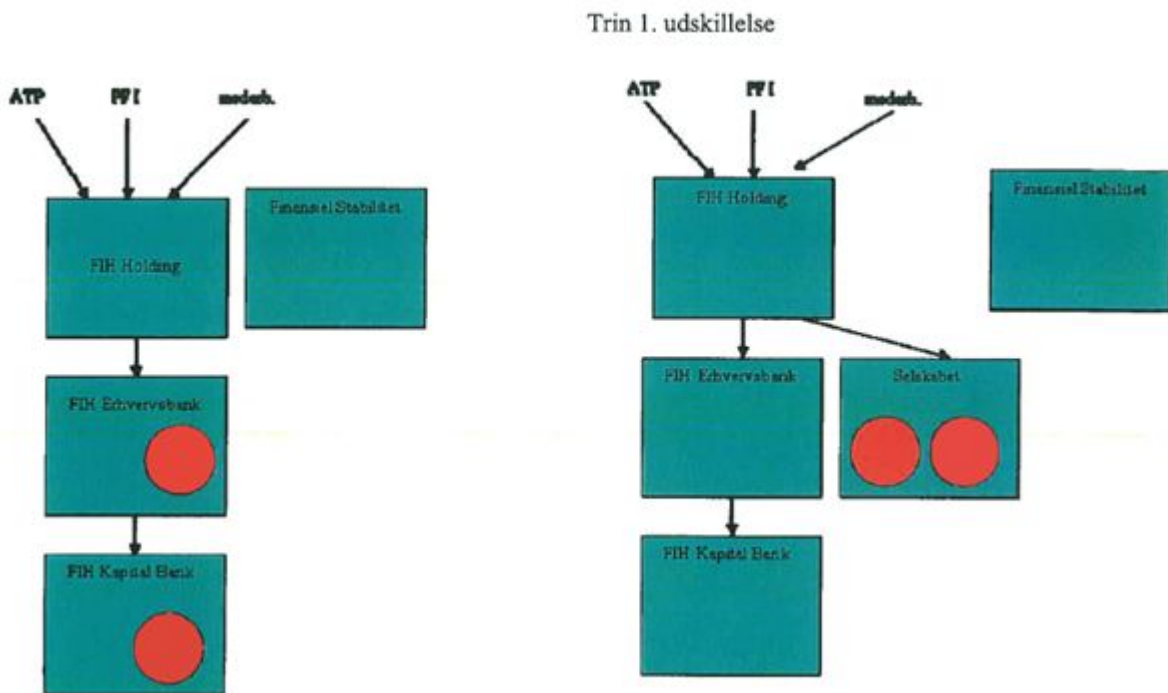 Trin 1. udskillelse
ATP PFI medarb.
FIH Holding
Finansiel Stabilitet
FIH Erhvervsbank
FIH Kapital Bank
ATP PFI medarb.
FIH Holding
Finansiel Stabilitet
FIH Erhvervsbank
Selskabet
FIH Kapital Bank